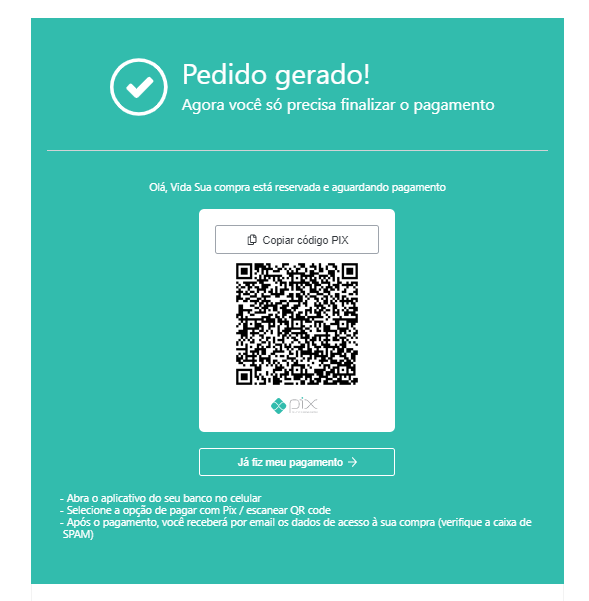 Pedido gerado!
Agora você só precisa finalizar o pagamento
Olá, Vida Sua compra está reservada e aguardando pagamento
Copiar código PIX
pix
Já fiz meu pagamento
- Abra o aplicativo do seu banco no celular
- Selecione a opção de pagar com Pix / escanear QR code
- Após o pagamento, você receberá por email os dados de acesso à sua compra (verifique a caixa de
SPAM)